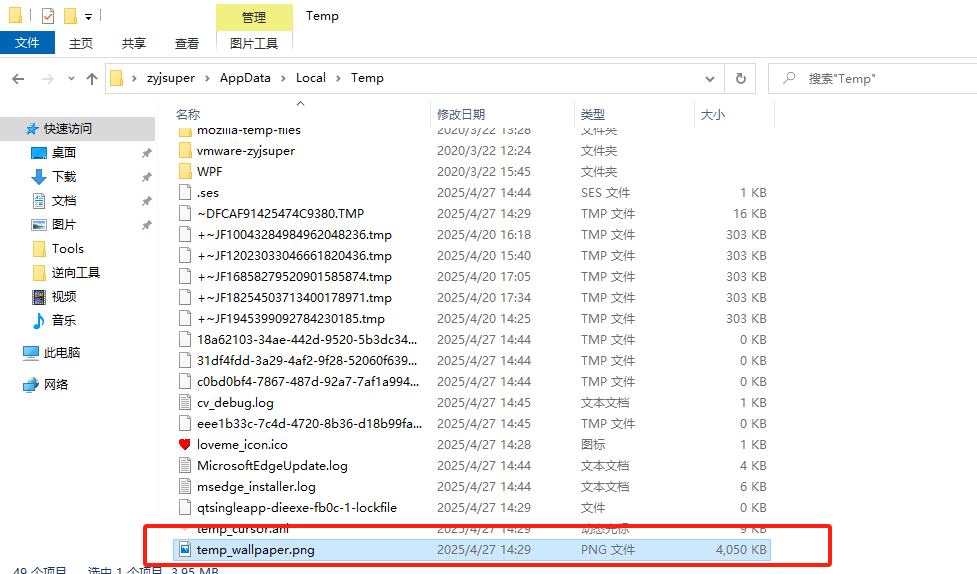 管理 Temp
文件 主页 共享 查看 图片工具
zyjsuper › AppData › Local › Temp 搜索"Temp"
名称 修改日期 类型 大小
快速访问
桌面
下载
文档
图片
Tools
逆向工具
视频
音乐
此电脑
网络
mozilla-temp-files 2020/3/22 13:28 文件夹
vmware-zyjsuper 2020/3/22 12:24 文件夹
WPF 2020/3/22 15:45 文件夹
.ses 2025/4/27 14:44 SES 文件 1 KB
~DFCAF91425474C9380.TMP 2025/4/27 14:29 TMP 文件 16 KB
+~JF10043284984962048236.tmp 2025/4/20 16:18 TMP 文件 303 KB
+~JF12023033046661820436.tmp 2025/4/20 15:40 TMP 文件 303 KB
+~JF16858279520901585874.tmp 2025/4/20 17:05 TMP 文件 303 KB
+~JF18254503713400178971.tmp 2025/4/20 17:34 TMP 文件 303 KB
+~JF1945399092784230185.tmp 2025/4/20 14:25 TMP 文件 303 KB
18a62103-34ae-442d-9520-5b3dc34... 2025/4/27 14:44 TMP 文件 0 KB
31df4fdd-3a29-4af2-9f28-52060f639... 2025/4/27 14:44 TMP 文件 0 KB
c0bd0bf4-7867-487d-92a7-7af1a994... 2025/4/27 14:44 TMP 文件 0 KB
cv_debug.log 2025/4/27 14:45 文本文档 1 KB
eee1b33c-7c4d-4720-8b36-d18b99fa... 2025/4/27 14:45 TMP 文件 0 KB
loveme_icon.ico 2025/4/27 14:28 图标 1 KB
MicrosoftEdgeUpdate.log 2025/4/27 14:44 文本文档 4 KB
msedge_installer.log 2025/4/27 14:44 文本文档 6 KB
qtsingleapp-dieexe-fb0c-1-lockfile 2025/4/27 14:29 文件 0 KB
temp_cursor.ani 2025/4/27 14:29 动态光标 9 KB
temp_wallpaper.png 2025/4/27 14:29 PNG 文件 4,050 KB
49 个项目 选中 1 个项目 3.95 MB